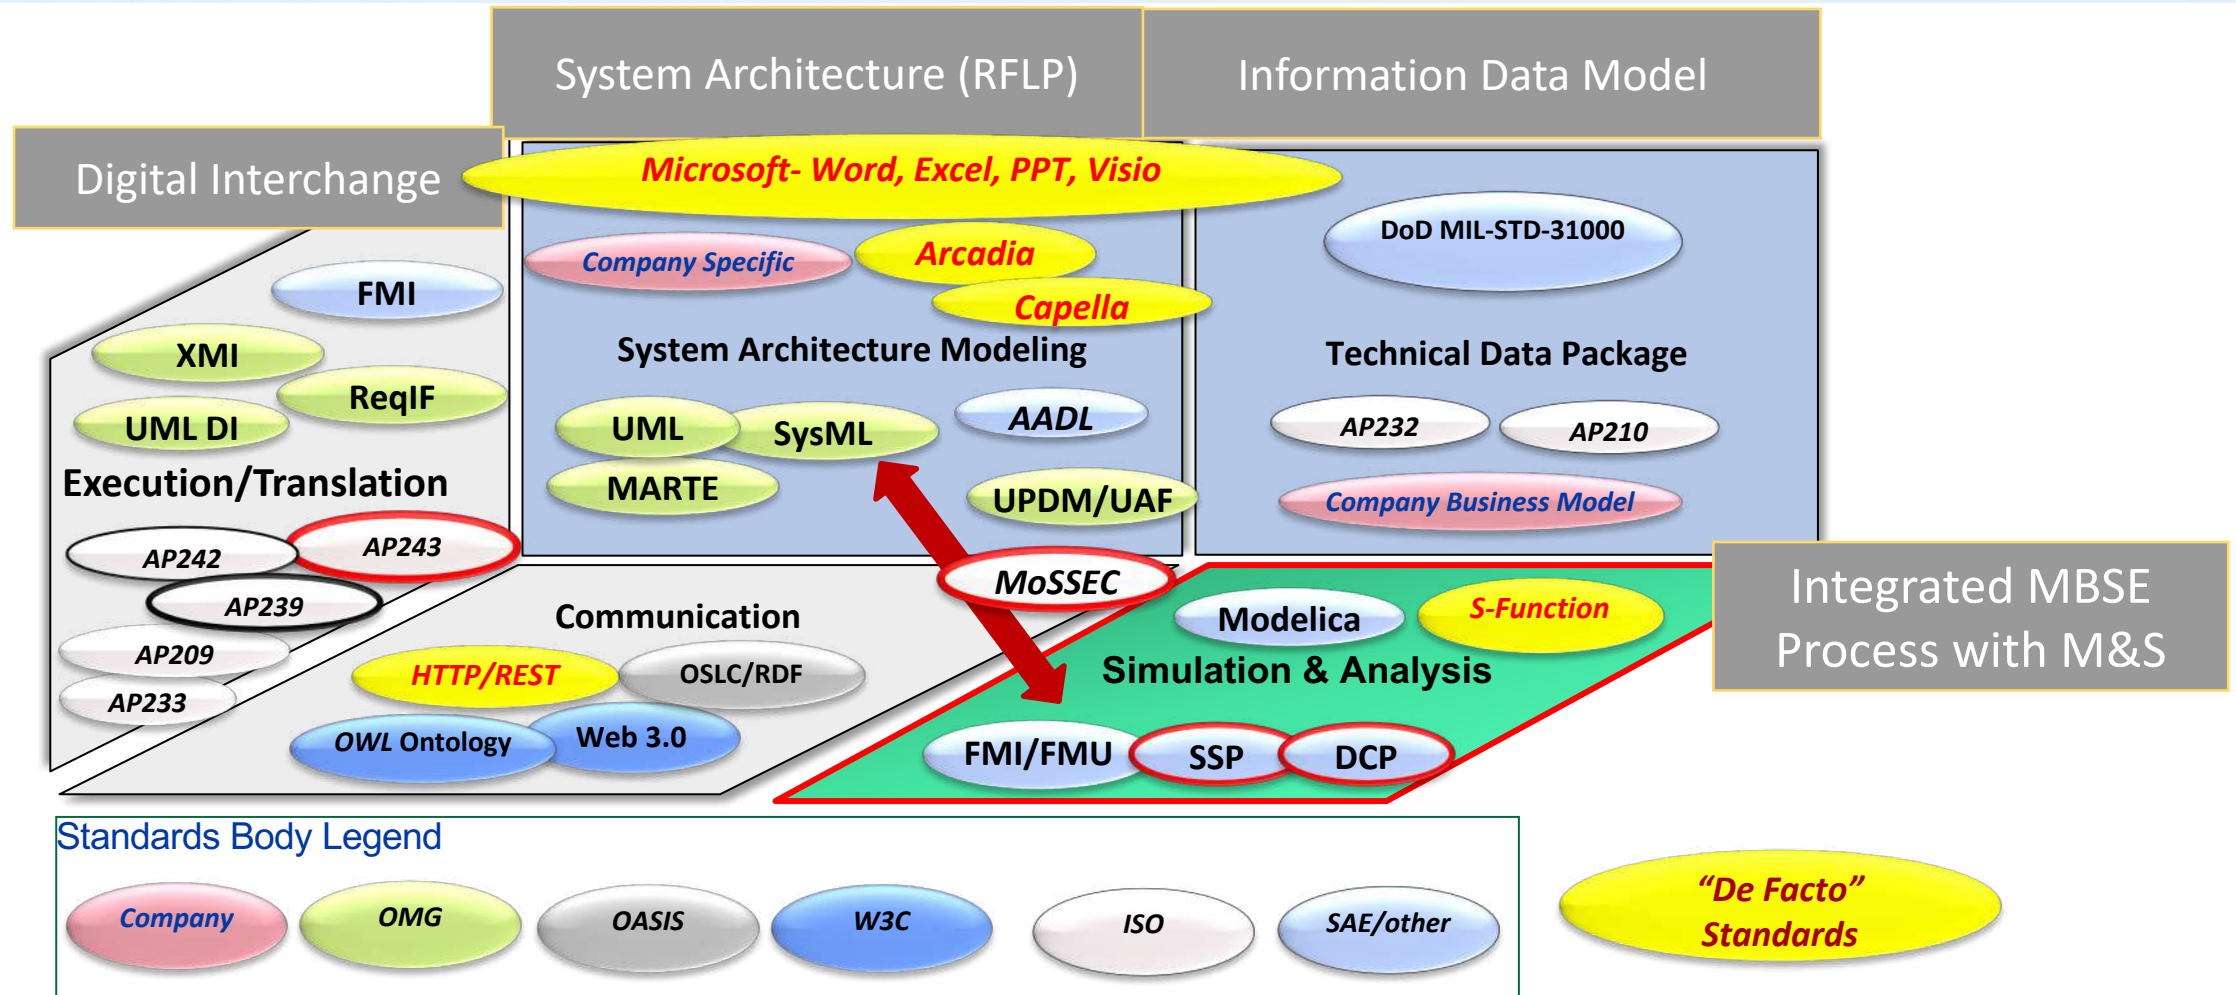 System Architecture (RFLP)
Information Data Model
Digital Interchange
Microsoft- Word, Excel, PPT, Visio
DoD MIL-STD-31000
Company Specific
Arcadia
Capella
FMI
XMI
ReqIF
UML DI
System Architecture Modeling
Technical Data Package
UML
SysML
AADL
MARTE
UPDM/UAF
AP232
AP210
Company Business Model
Execution/Translation
AP242
AP243
AP239
AP209
AP233
MoSSEC
Communication
HTTP/REST
OSLC/RDF
OWL Ontology
Web 3.0
Modelica
S-Function
Simulation & Analysis
FMI/FMU
SSP
DCP
Integrated MBSE
Process with M&S
Standards Body Legend
Company
OMG
OASIS
W3C
ISO
SAE/other
“De Facto”
Standards